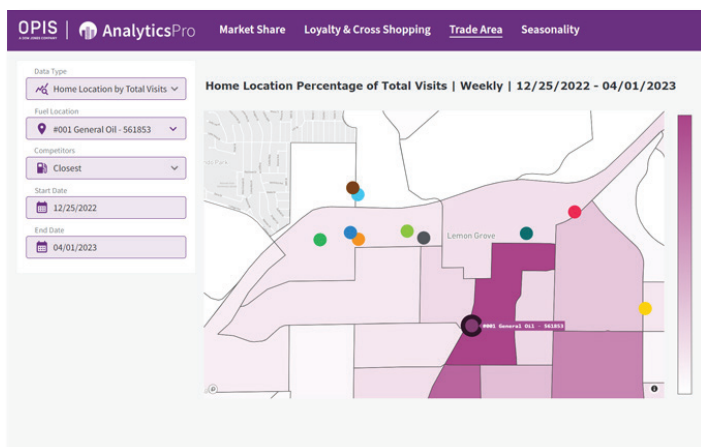 OPIS
A DOW JONES COMPANY
AnalyticsPro
Market Share
Loyalty & Cross Shopping
Trade Area
Seasonality
Data Type
Home Location by Total Visits
Fuel Location
#001 General Oil - 561853
Competitors
Closest
Start Date
12/25/2022
End Date
04/01/2023
Home Location Percentage of Total Visits | Weekly | 12/25/2022 - 04/01/2023
Lemon Grove
#001 General Oil - 561853